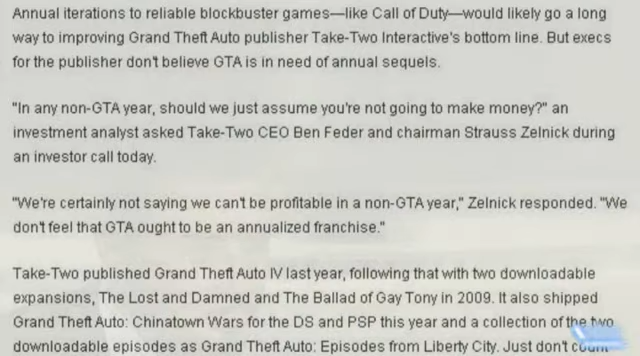 Annual iterations to reliable blockbuster games—like Call of Duty—would likely go a long
way to improving Grand Theft Auto publisher Take-Two Interactive's bottom line. But execs
for the publisher don't believe GTA is in need of annual sequels.
"In any non-GTA year, should we just assume you're not going to make money?" an
investment analyst asked Take-Two CEO Ben Feder and chairman Strauss Zelnick during
an investor call today.
"We're certainly not saying we can't be profitable in a non-GTA year," Zelnick responded. "We
don't feel that GTA ought to be an annualized franchise."
Take-Two published Grand Theft Auto IV last year, following that with two downloadable
expansions, The Lost and Damned and The Ballad of Gay Tony in 2009. It also shipped
Grand Theft Auto: Chinatown Wars for the DS and PSP this year and a collection of the two
downloadable episodes as Grand Theft Auto: Episodes from Liberty City. Just don't count